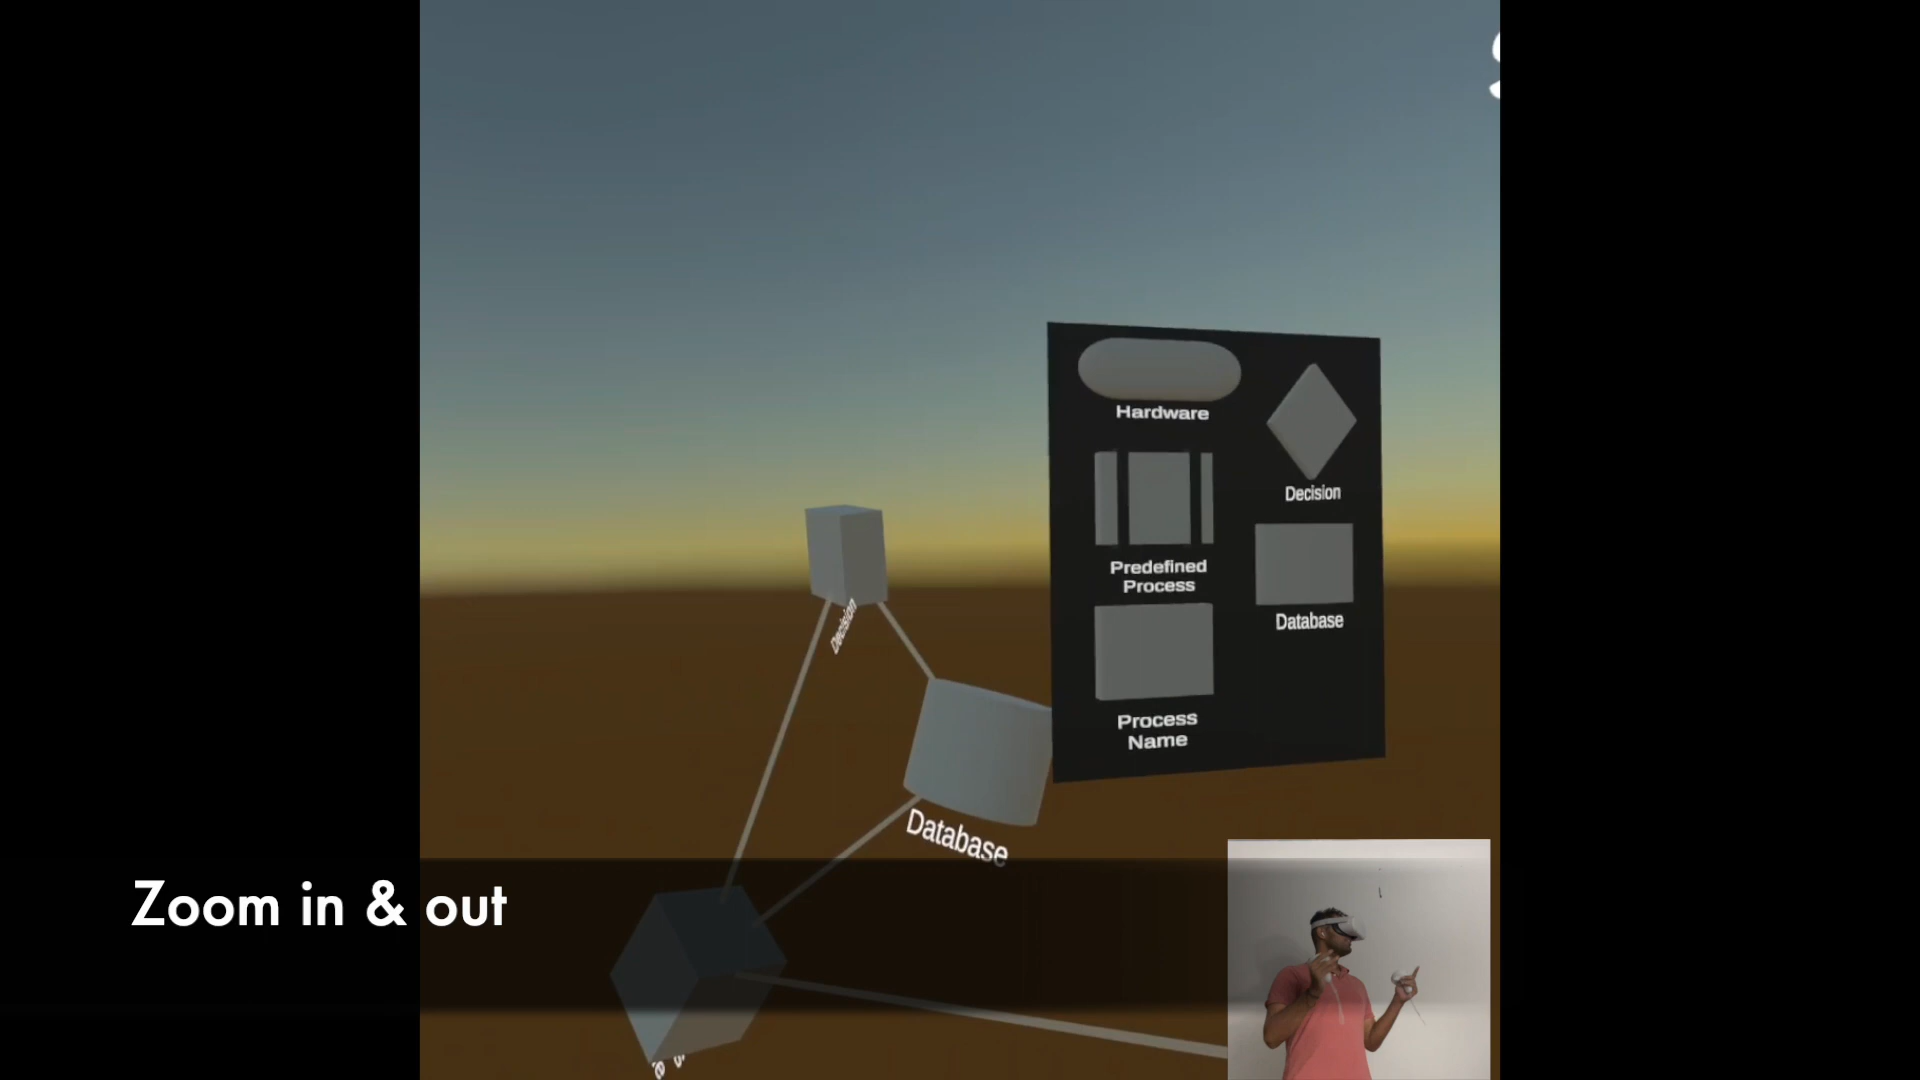 Hardware
Decision
Predefined
Process
Database
Process
Name
Decision
Database
Zoom in & out